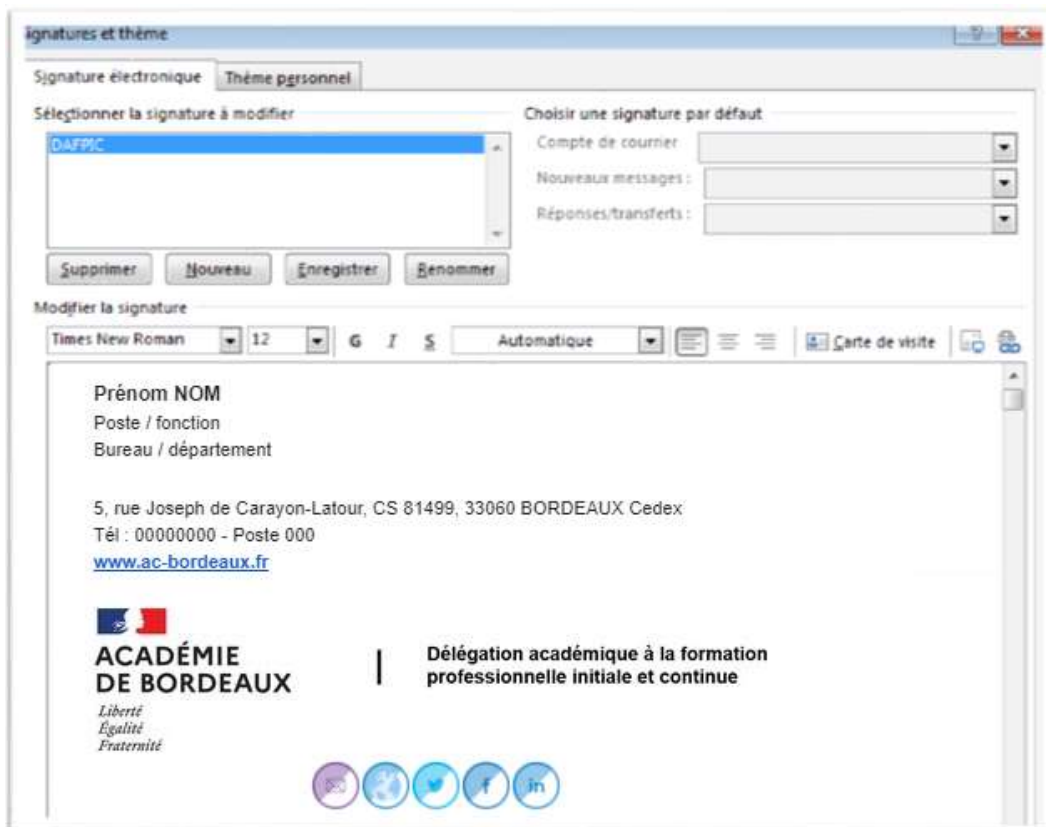 ignatures et thème
Signature électronique
Thème personnel
Sélectionner la signature à modifier
DAFPIC
Supprimer
Nouveau
Enregistrer
Renommer
Choisir une signature par défaut
Compte de courrier
Nouveaux messages :
Réponses/transferts :
Modifier la signature
Times New Roman 12 G I S Automatique Carte de visite
Prénom NOM
Poste / fonction
Bureau / département
5, rue Joseph de Carayon-Latour, CS 81499, 33060 BORDEAUX Cedex
Tél : 00000000 - Poste 000
www.ac-bordeaux.fr
ACADÉMIE
DE BORDEAUX
Liberté
Égalité
Fraternité
Délégation académique à la formation
professionnelle initiale et continue
f
in